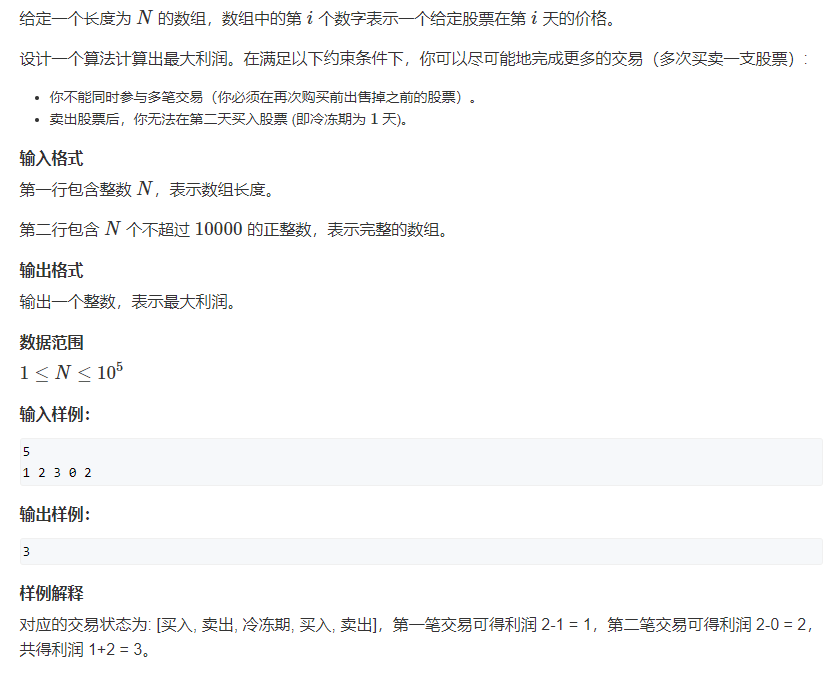 给定一个长度为 N 的数组，数组中的第 i 个数字表示一个给定股票在第 i 天的价格。
设计一个算法计算出最大利润。在满足以下约束条件下，你可以尽可能地完成更多的交易（多次买卖一支股票）:
• 你不能同时参与多笔交易（你必须在再次购买前出售掉之前的股票）。
• 卖出股票后，你无法在第二天买入股票 (即冷冻期为 1 天)。
输入格式
第一行包含整数 N，表示数组长度。
第二行包含 N 个不超过 10000 的正整数，表示完整的数组。
输出格式
输出一个整数，表示最大利润。
数据范围
1 ≤ N ≤ 10⁵
输入样例：
5
1 2 3 0 2
输出样例：
3
样例解释
对应的交易状态为: [买入, 卖出, 冷冻期, 买入, 卖出]，第一笔交易可得利润 2-1 = 1，第二笔交易可得利润 2-0 = 2，
共得利润 1+2 = 3。